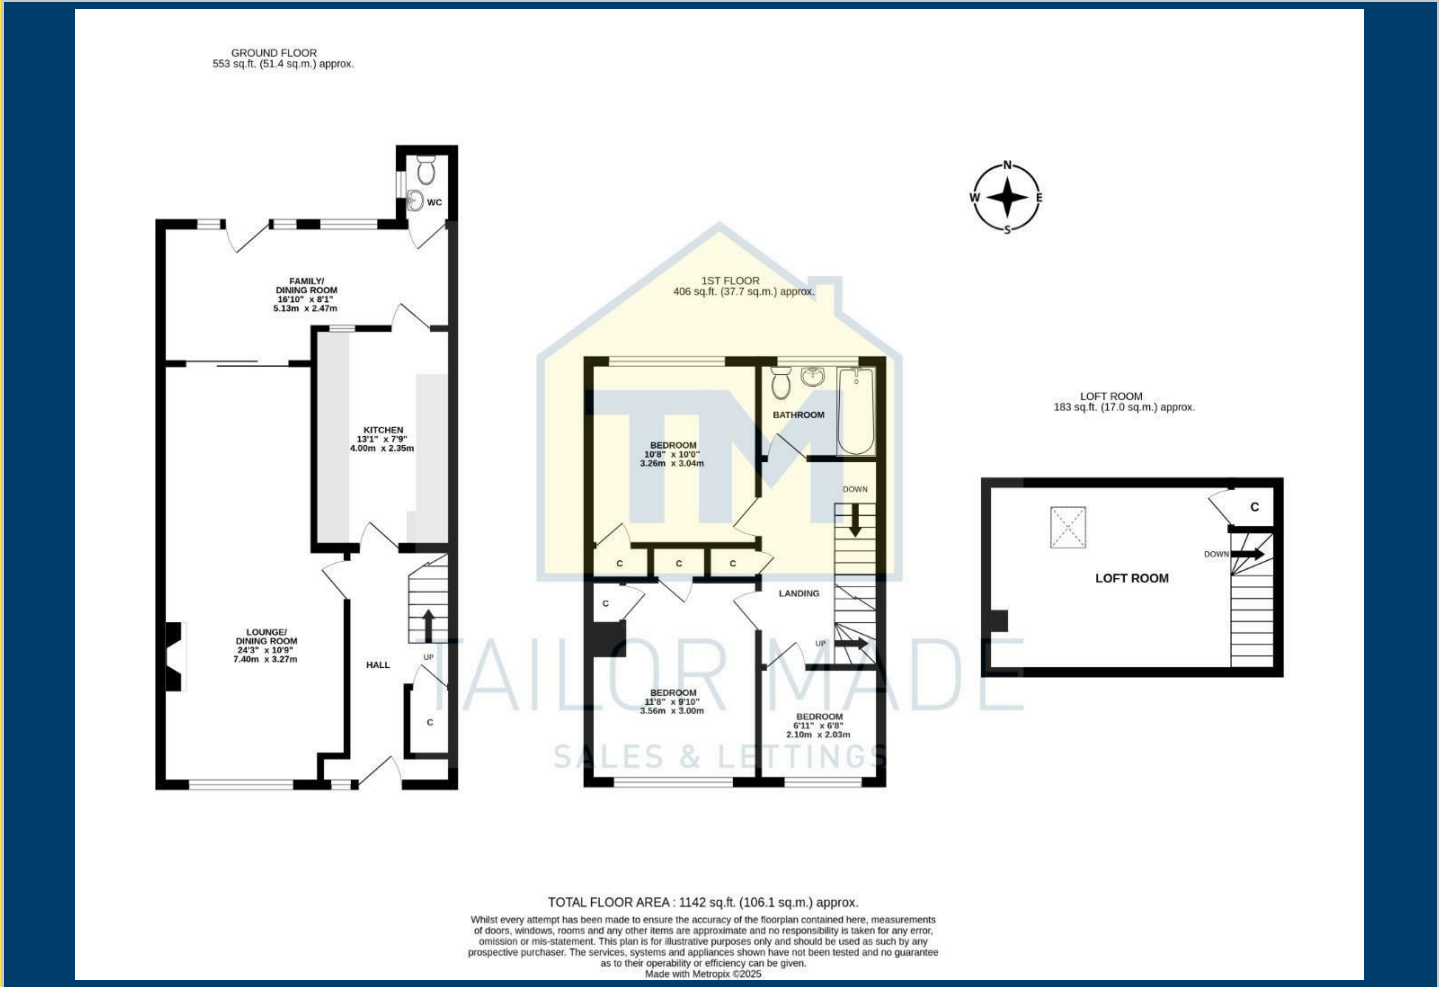 GROUND FLOOR
553 sq.ft. (51.4 sq.m.) approx.
WC
FAMILY/
DINING ROOM
16'10" x 8'1"
5.13m x 2.47m
KITCHEN
13'1" x 7'9"
4.00m x 2.35m
LOUNGE/
DINING ROOM
24'3" x 10'9"
7.40m x 3.27m
HALL
UP
C
1ST FLOOR
406 sq.ft. (37.7 sq.m.) approx.
BATHROOM
BEDROOM
10'8" x 10'0"
3.26m x 3.04m
DOWN
C
C
C
C
LANDING
UP
BEDROOM
11'8" x 9'10"
3.56m x 3.00m
BEDROOM
6'11" x 6'8"
2.10m x 2.03m
TM
TAILOR MADE
SALES & LETTINGS
N
W E
S
LOFT ROOM
183 sq.ft. (17.0 sq.m.) approx.
C
DOWN
LOFT ROOM
TOTAL FLOOR AREA : 1142 sq.ft. (106.1 sq.m.) approx.
Whilst every attempt has been made to ensure the accuracy of the floorplan contained here, measurements
of doors, windows, rooms and any other items are approximate and no responsibility is taken for any error,
omission or mis-statement. This plan is for illustrative purposes only and should be used as such by any
prospective purchaser. The services, systems and appliances shown have not been tested and no guarantee
as to their operability or efficiency can be given.
Made with Metropix ©2025